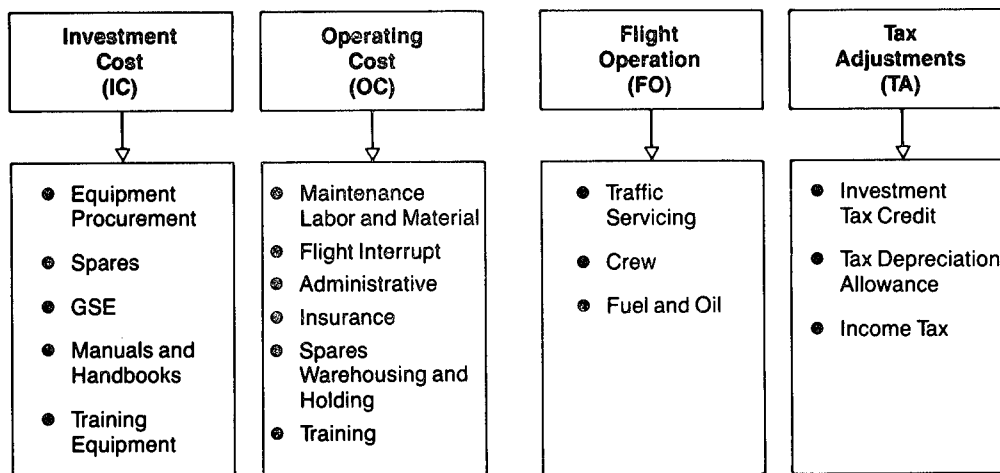 Investment
Cost
(IC)
Equipment
Procurement
Spares
GSE
Manuals and
Handbooks
Training
Equipment
Operating
Cost
(OC)
Maintenance
Labor and Material
Flight Interrupt
Administrative
Insurance
Spares
Warehousing and
Holding
Training
Flight
Operation
(FO)
Traffic
Servicing
Crew
Fuel and Oil
Tax
Adjustments
(TA)
Investment
Tax Credit
Tax Depreciation
Allowance
Income Tax